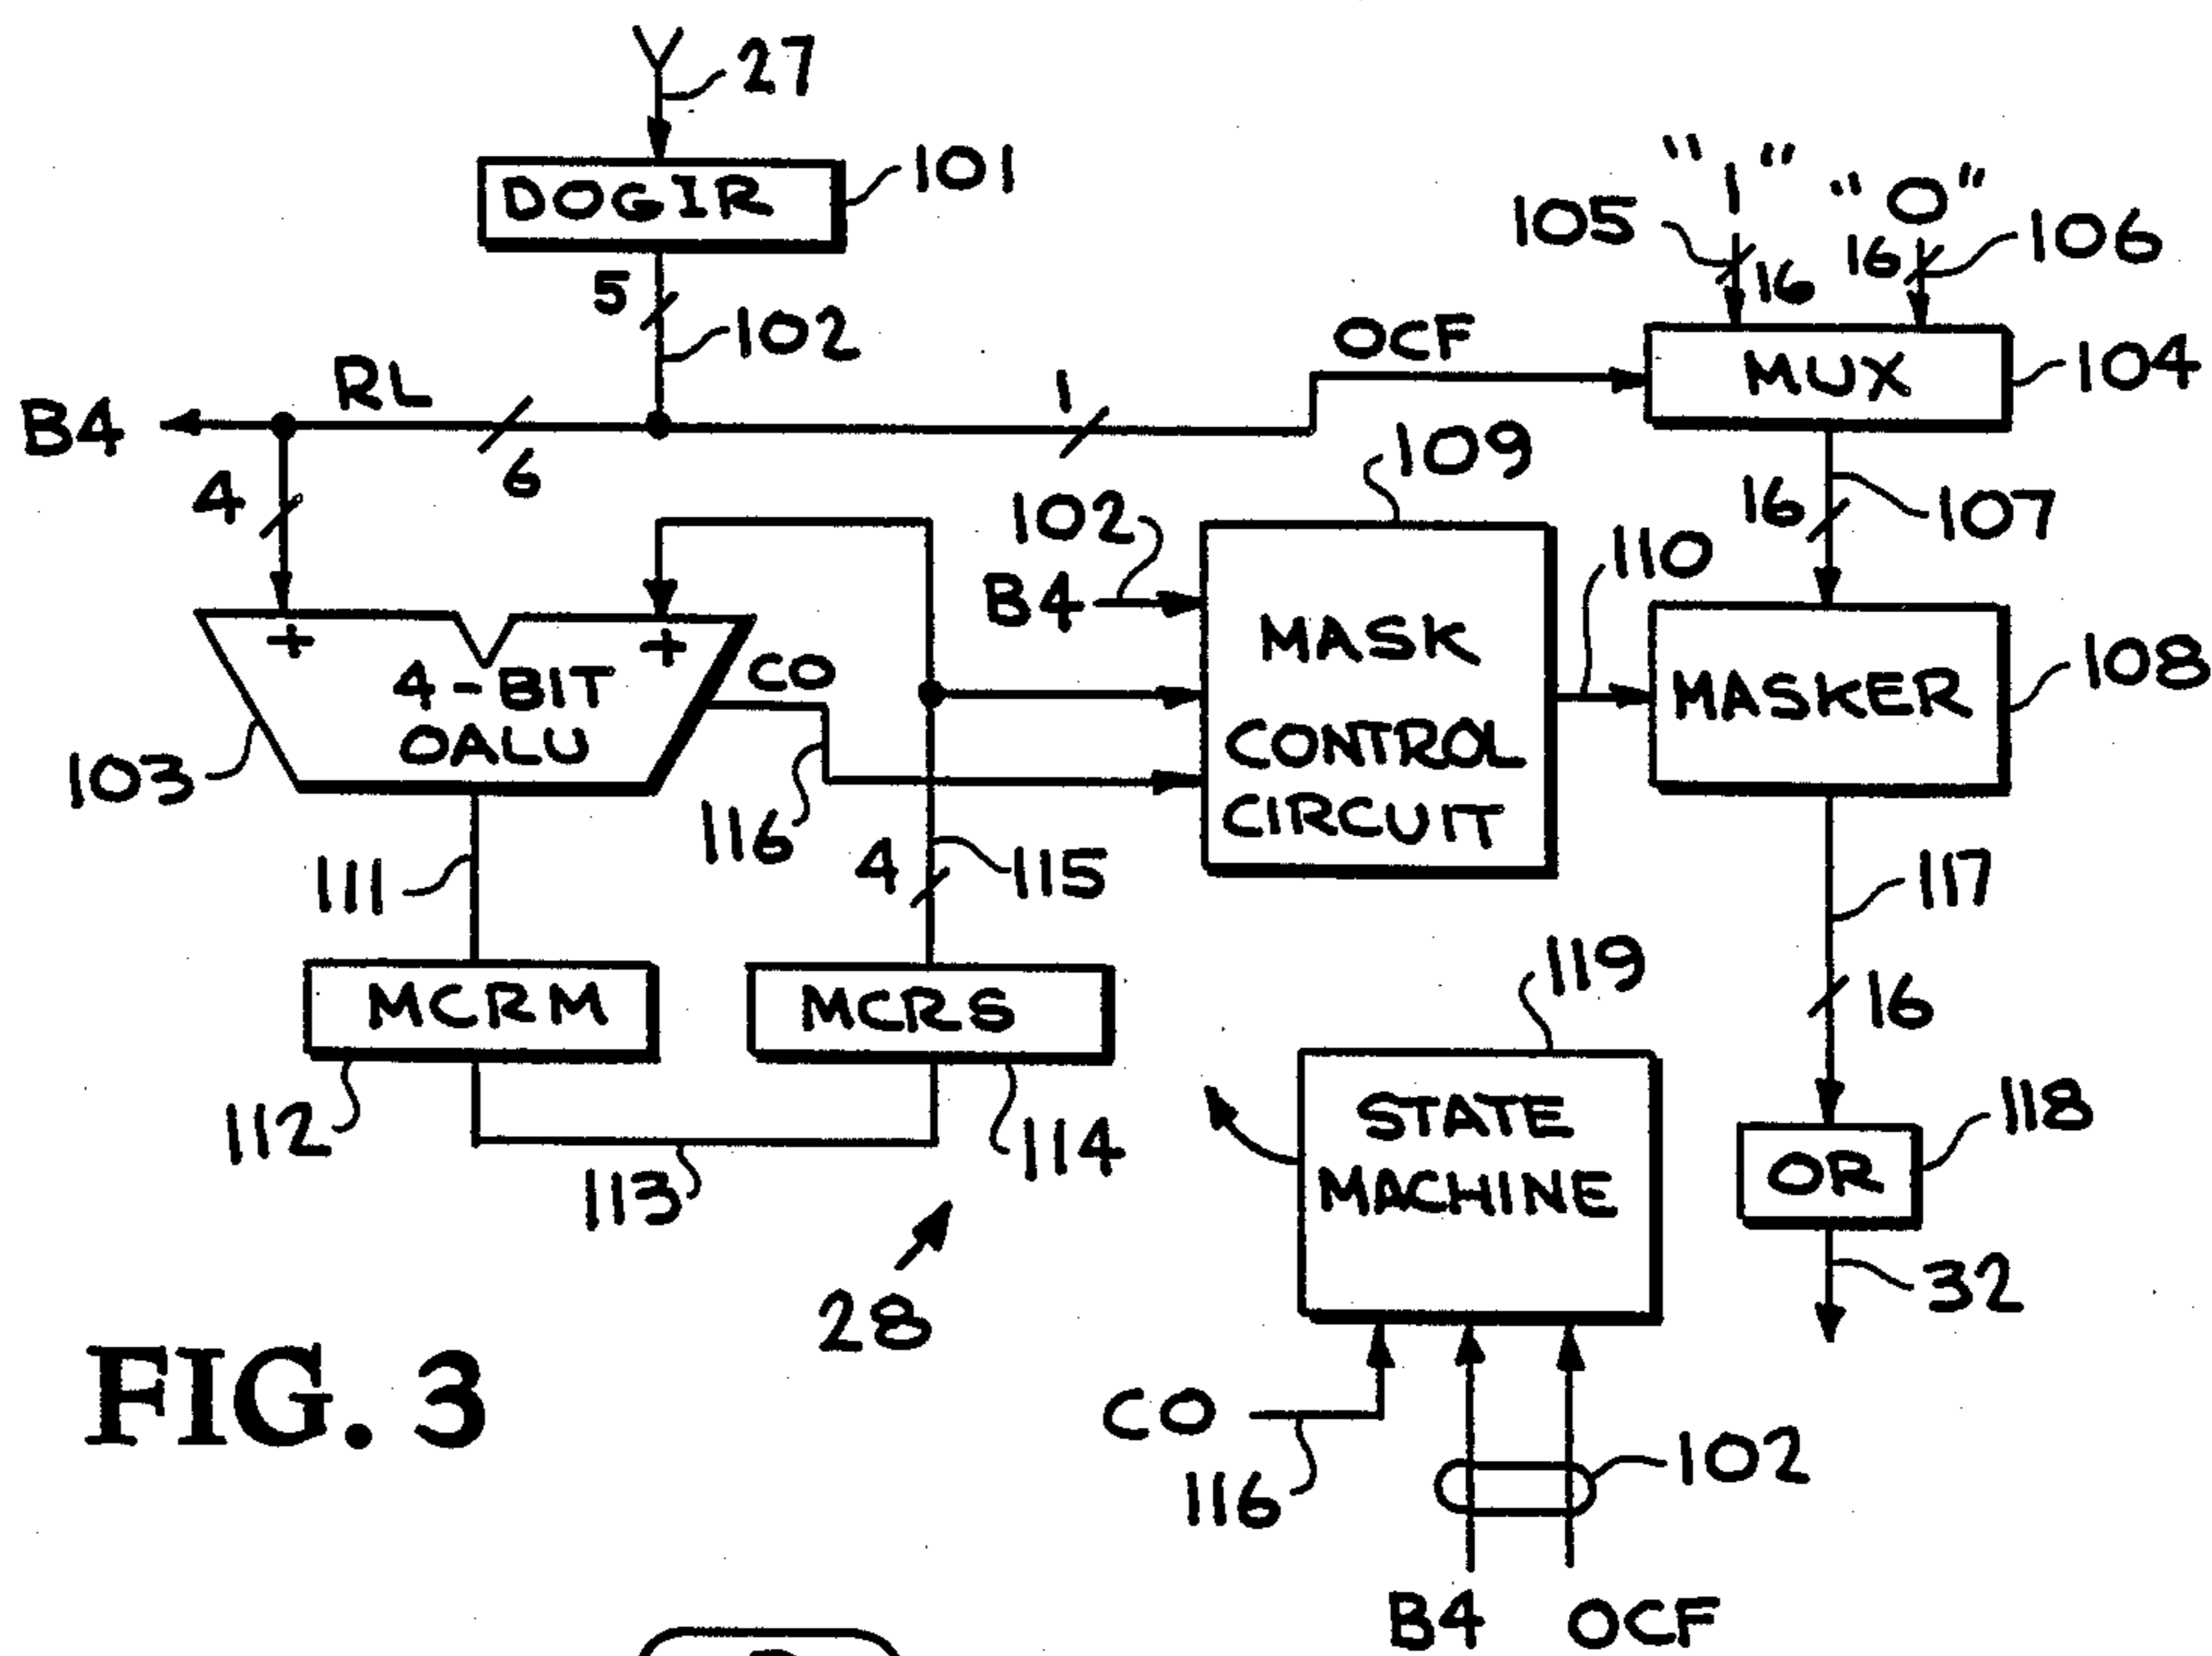 27
DOGIR
101
"1"
"0"
105
16
16
106
5
102
OCF
MUX
104
RL
1
B4
6
109
4
102
16
107
110
B4
MASK
CONTROL
CIRCUIT
MASKER
108
+
+
CO
4-BIT
OALU
103
116
4
115
111
117
MCRM
MCRS
119
16
STATE
MACHINE
118
OR
112
114
113
28
32
FIG. 3
CO
116
102
B4
OCF